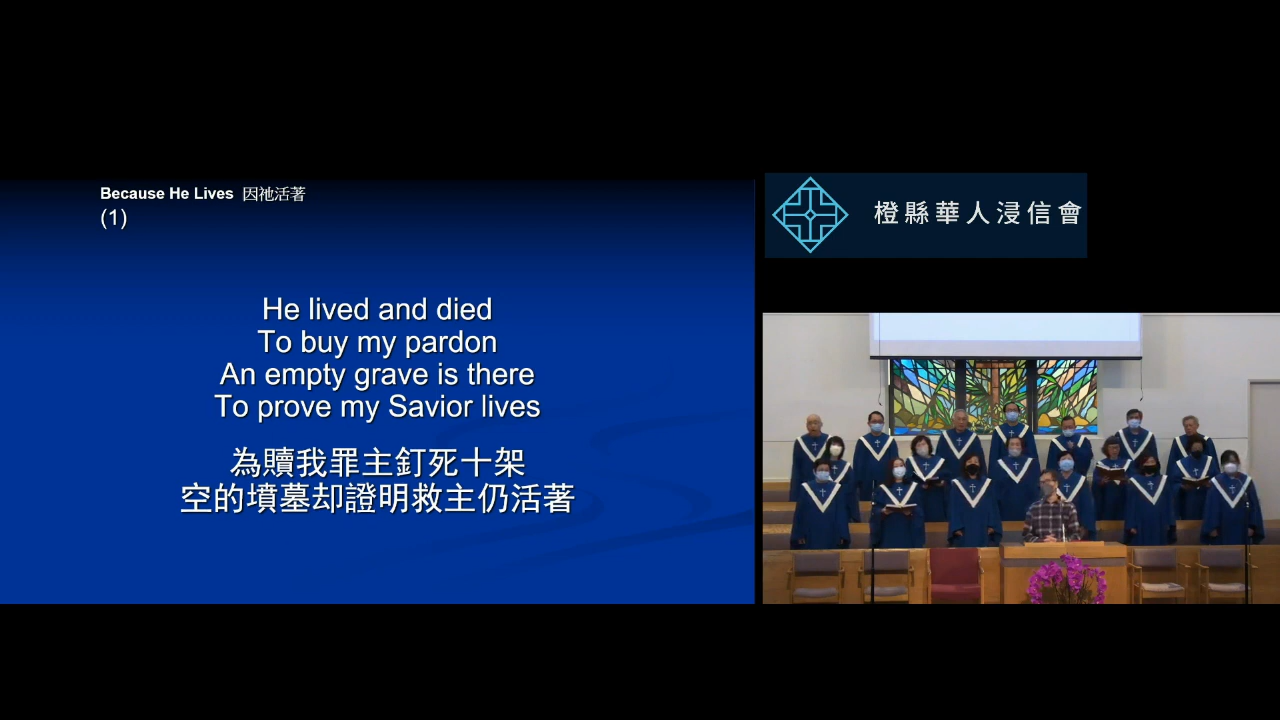 Because He Lives 因祂活著
(1)
He lived and died
To buy my pardon
An empty grave is there
To prove my Savior lives
為贖我罪主釘死十架
空的墳墓却證明救主仍活著
橙縣華人浸信會